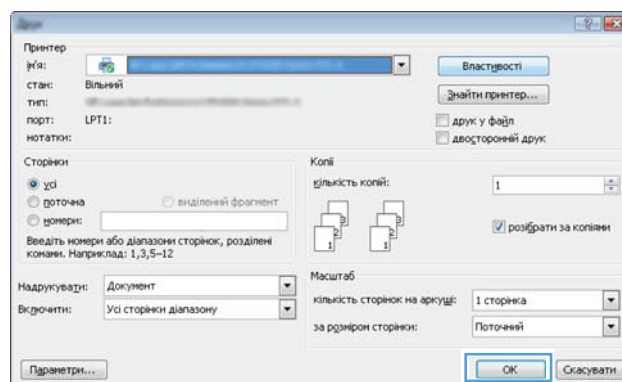 Друк
Принтер
ім'я:
Властивості
стан: Вільний
Знайти принтер...
тип:
порт: LPT1:
друк у файл
нотатки:
двосторонній друк
Сторінки
усі
поточна виділений фрагмент
номери:
Введіть номери або діапазони сторінок, розділені
комами. Наприклад: 1,3,5–12
Копії
кількість копій: 1
розібрати за копіями
Надрукувати: Документ
Включити: Усі сторінки діапазону
Масштаб
кількість сторінок на аркуші: 1 сторінка
за розміром сторінки: Поточний
Параметри...
OK
Скасувати